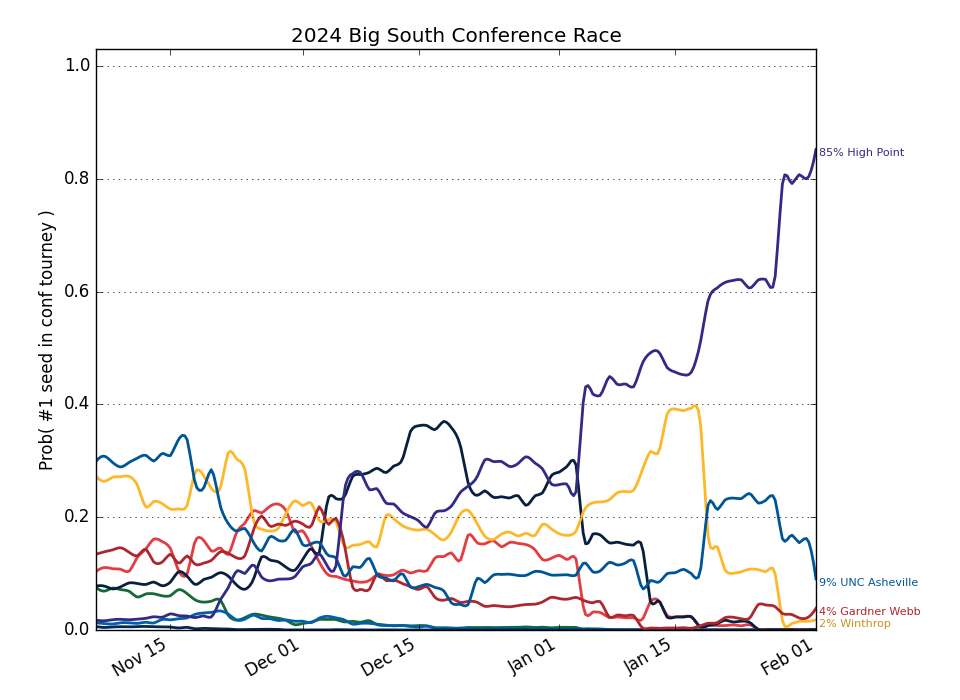 2024 Big South Conference Race
Prob( #1 seed in conf tourney )
1.0
0.8
0.6
0.4
0.2
0.0
85% High Point
9% UNC Asheville
4% Gardner Webb
2% Winthrop
Nov 15
Dec 01
Dec 15
Jan 01
Jan 15
Feb 01